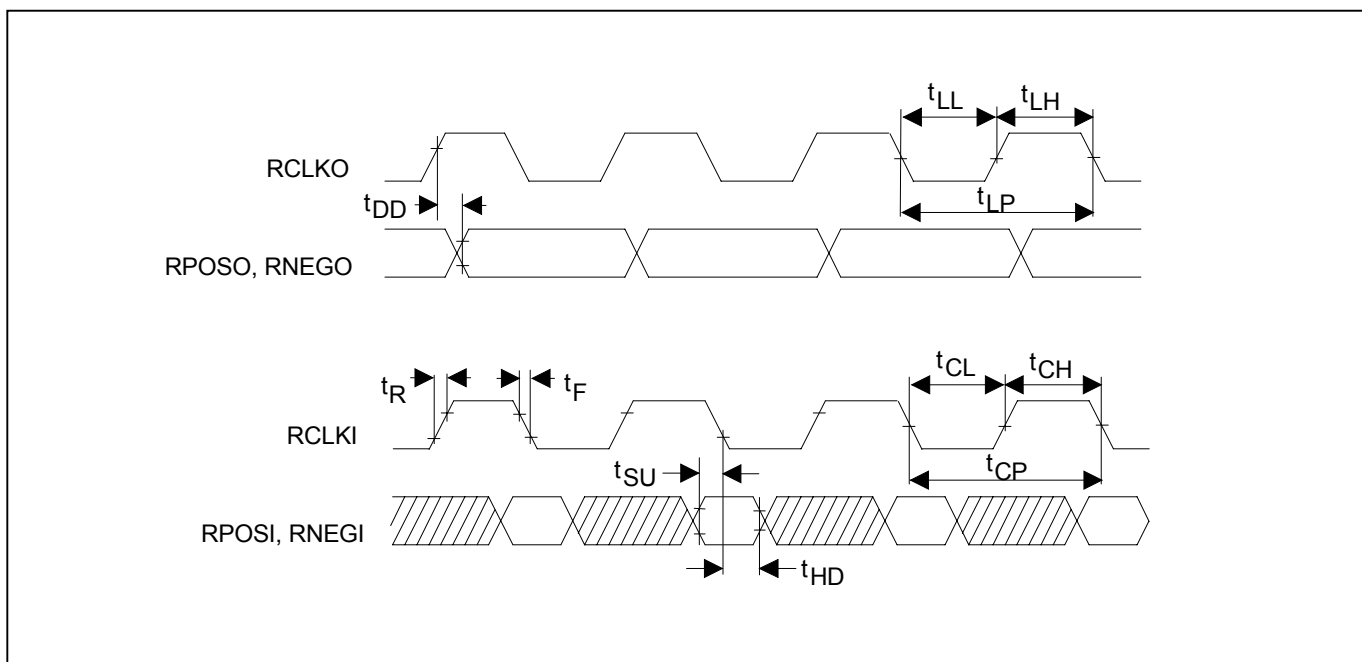 tLL tLH
RCLKO
tDD tLP
RPOSO, RNEGO
tCL tCH
tR tF
RCLKI
tSU tCP
RPOSI, RNEGI
tHD